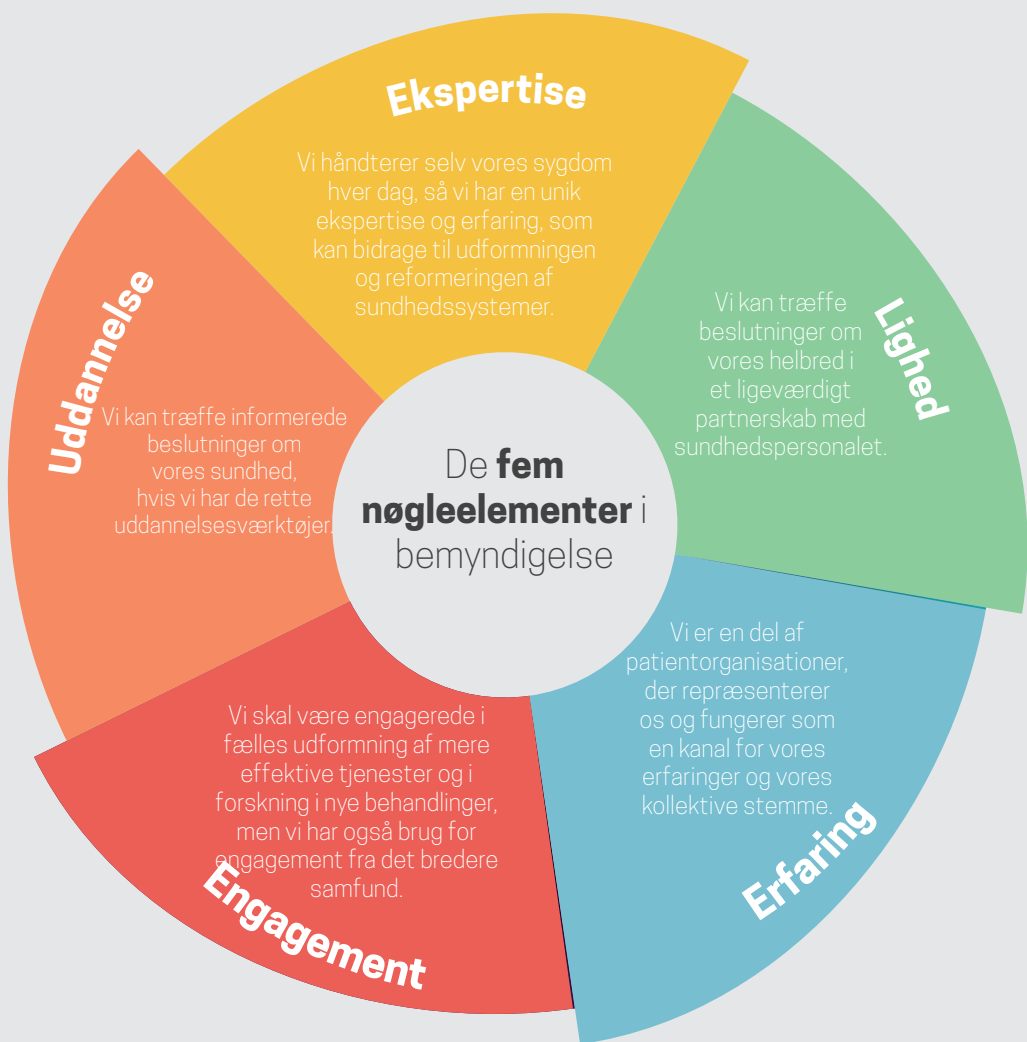 De fem
nøgleelementer i
bemyndigelse
Ekspertise
Vi håndterer selv vores sygdom
hver dag, så vi har en unik
ekspertise og erfaring, som
kan bidrage til udformningen
og reformeringen af
sundhedssystemer.
Lighed
Vi kan træffe
beslutninger om
vores helbred i
et ligeværdigt
partnerskab med
sundhedspersonalet.
Erfaring
Vi er en del af
patientorganisationer,
der repræsenterer
os og fungerer som
en kanal for vores
erfaringer og vores
kollektive stemme.
Engagement
Vi skal være engagerede i
fælles udformning af mere
effektive tjenester og i
forskning i nye behandlinger,
men vi har også brug for
engagement fra det bredere
samfund.
Uddannelse
Vi kan træffe informerede
beslutninger om
vores sundhed,
hvis vi har de rette
uddannelsesværktøjer.